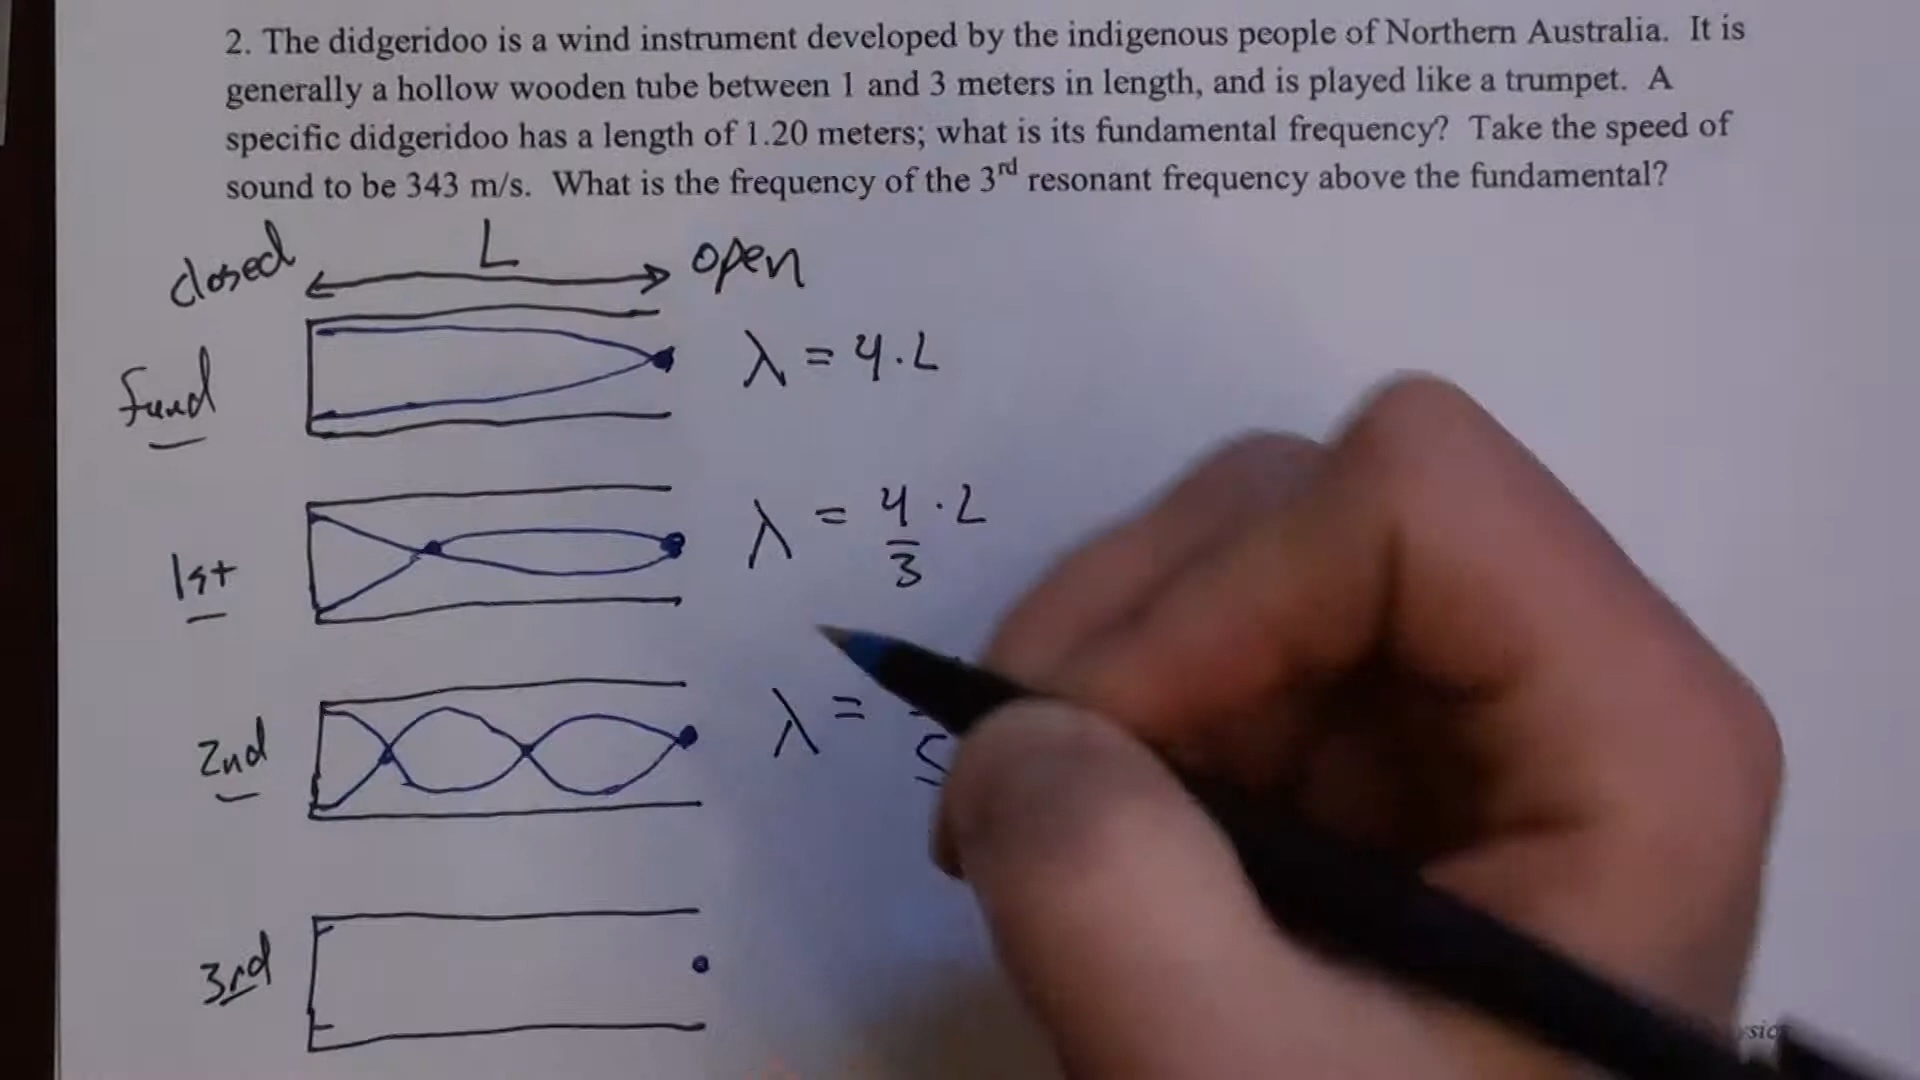 2. The didgeridoo is a wind instrument developed by the indigenous people of Northern Australia. It is
generally a hollow wooden tube between 1 and 3 meters in length, and is played like a trumpet. A
specific didgeridoo has a length of 1.20 meters; what is its fundamental frequency? Take the speed of
sound to be 343 m/s. What is the frequency of the 3rd resonant frequency above the fundamental?
closed L open
Fund λ = 4·L
1st λ = 4/3 · L
2nd λ = 5
3rd